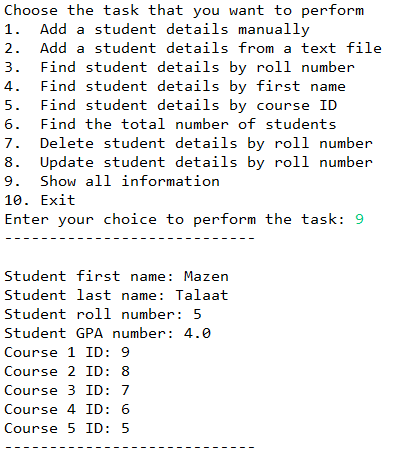 Choose the task that you want to perform
1.  Add a student details manually
2.  Add a student details from a text file
3.  Find student details by roll number
4.  Find student details by first name
5.  Find student details by course ID
6.  Find the total number of students
7.  Delete student details by roll number
8.  Update student details by roll number
9.  Show all information
10. Exit
Enter your choice to perform the task: 9
----------------------------
Student first name: Mazen
Student last name: Talaat
Student roll number: 5
Student GPA number: 4.0
Course 1 ID: 9
Course 2 ID: 8
Course 3 ID: 7
Course 4 ID: 6
Course 5 ID: 5
----------------------------